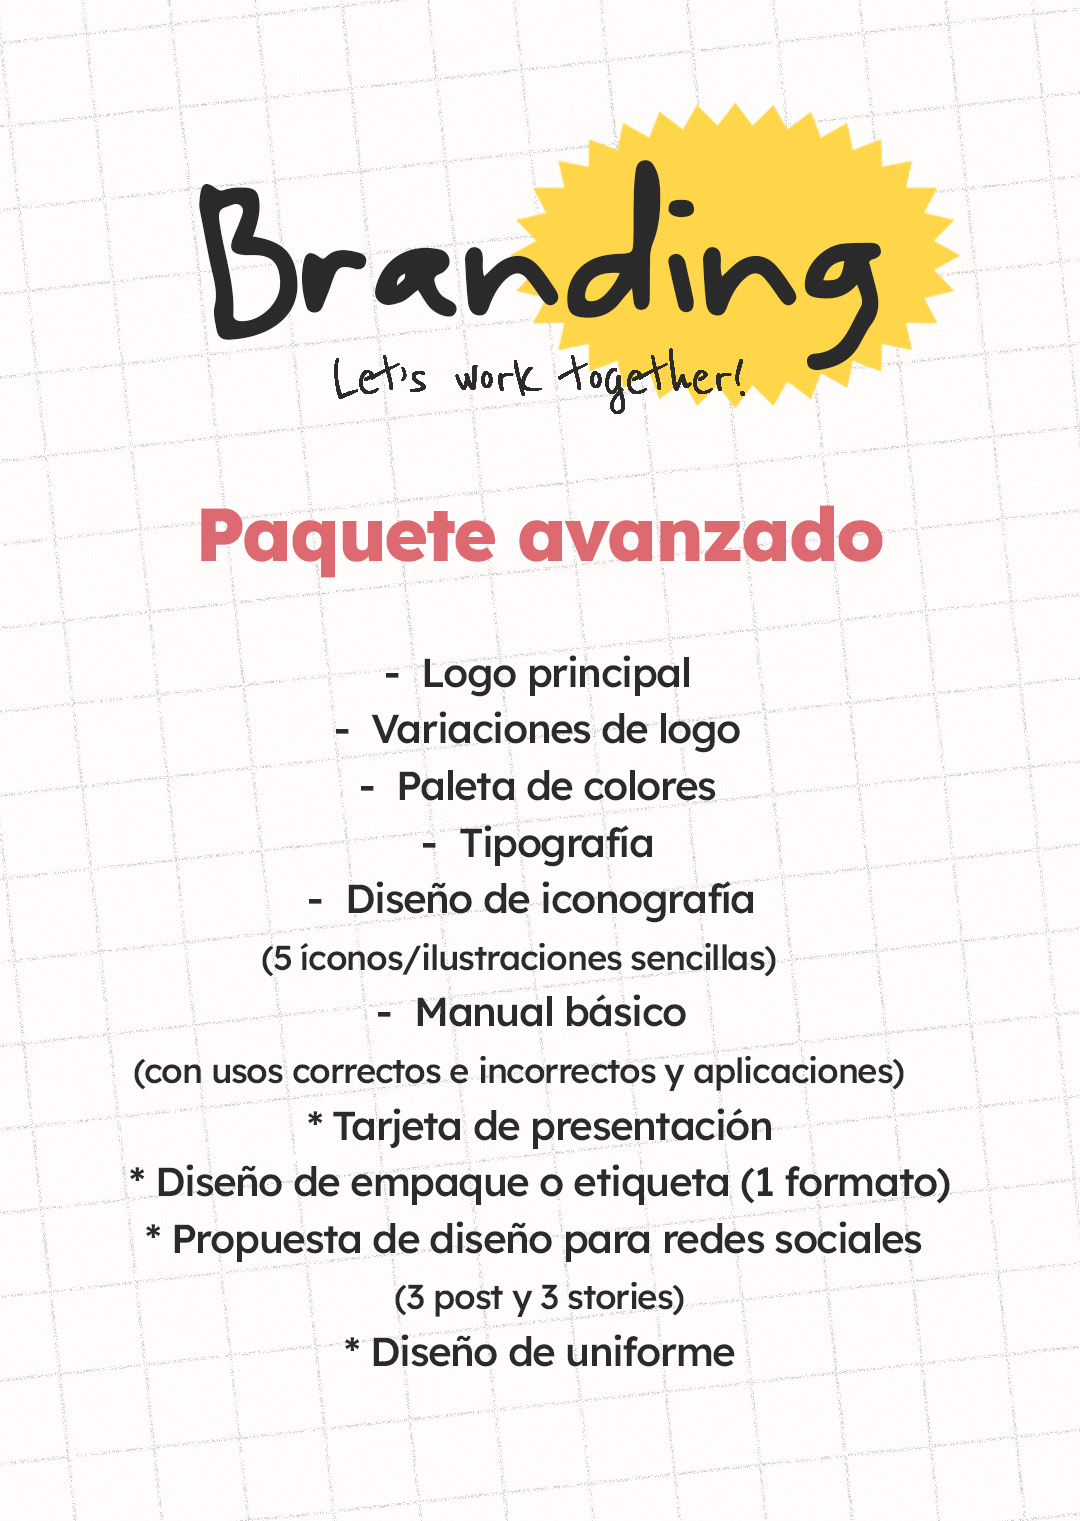 Branding
Let's work together!
Paquete avanzado
- Logo principal
- Variaciones de logo
- Paleta de colores
- Tipografía
- Diseño de iconografía
(5 íconos/ilustraciones sencillas)
- Manual básico
(con usos correctos e incorrectos y aplicaciones)
* Tarjeta de presentación
* Diseño de empaque o etiqueta (1 formato)
* Propuesta de diseño para redes sociales
(3 post y 3 stories)
* Diseño de uniforme